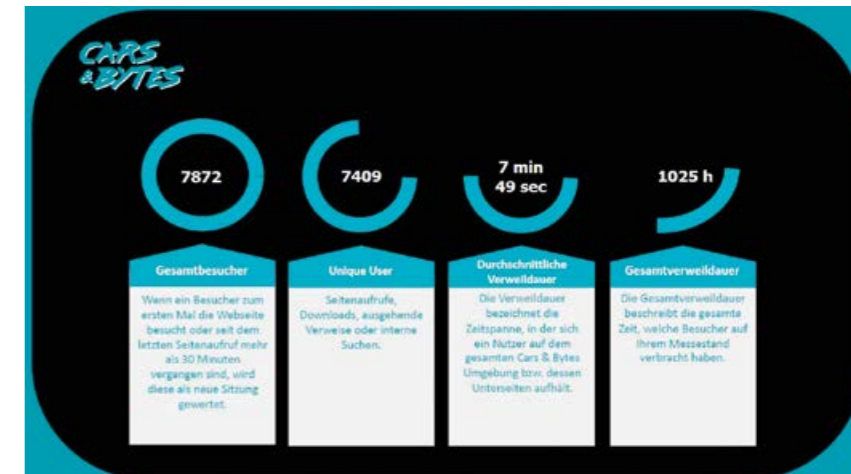 CARS
& BYTES
7872
7409
7 min
49 sec
1025 h
Gesamtbesucher
Wenn ein Besucher zum
ersten Mal die Webseite
besucht oder seit dem
letzten Seitenaufruf mehr
als 30 Minuten
vergangen sind, wird
diese als neue Sitzung
gewertet.
Unique User
Seitenaufrufe,
Downloads, ausgehende
Verweise oder interne
Suchen.
Durchschnittliche
Verweildauer
Die Verweildauer
bezeichnet die
Zeitspanne, in der sich
ein Nutzer auf dem
gesamten Cars & Bytes
Umgebung bzw. dessen
Unterseiten aufhält.
Gesamtverweildauer
Die Gesamtverweildauer
beschreibt die gesamte
Zeit, welche Besucher auf
Ihrem Messestand
verbracht haben.